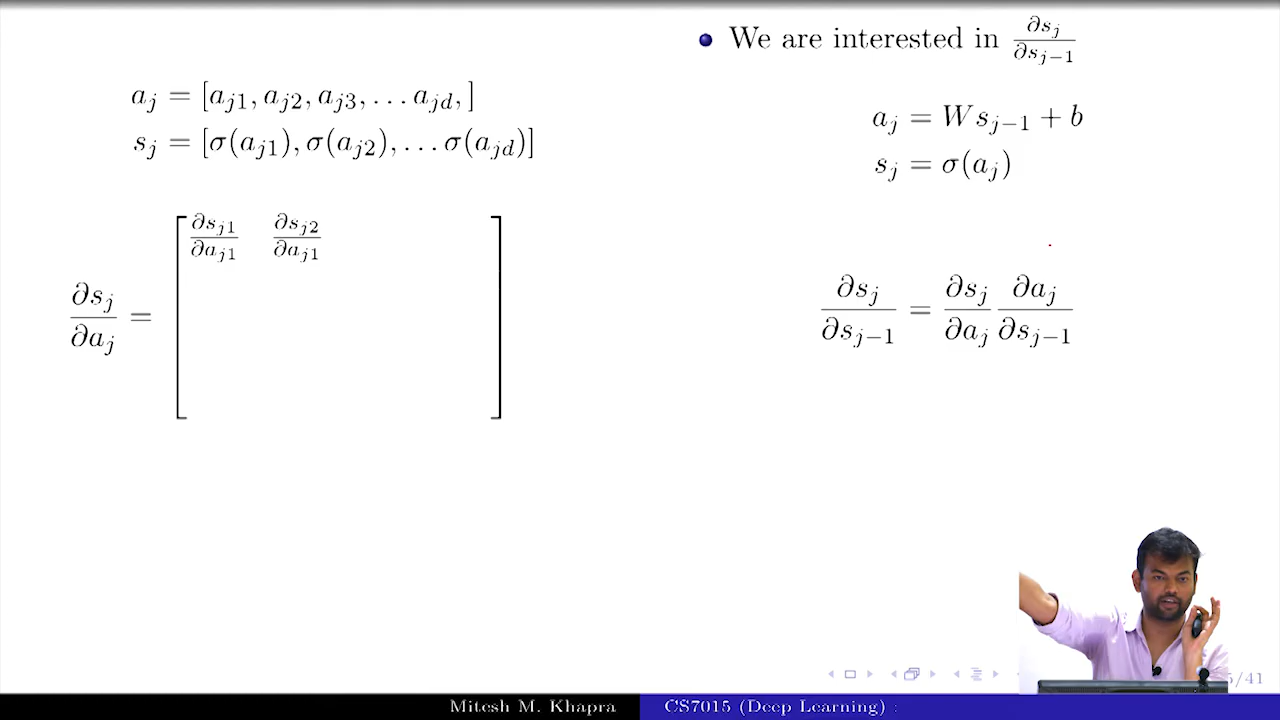 We are interested in ∂s_j/∂s_{j−1}
a_j = [a_{j1}, a_{j2}, a_{j3}, . . . a_{jd}, ]
s_j = [σ(a_{j1}), σ(a_{j2}), . . . σ(a_{jd})]
∂s_j/∂a_j = [ ∂s_{j1}/∂a_{j1} ∂s_{j2}/∂a_{j1} ]
a_j = W s_{j−1} + b
s_j = σ(a_j)
∂s_j/∂s_{j−1} = ∂s_j/∂a_j ∂a_j/∂s_{j−1}
/41
Mitesh M. Khapra
CS7015 (Deep Learning) :